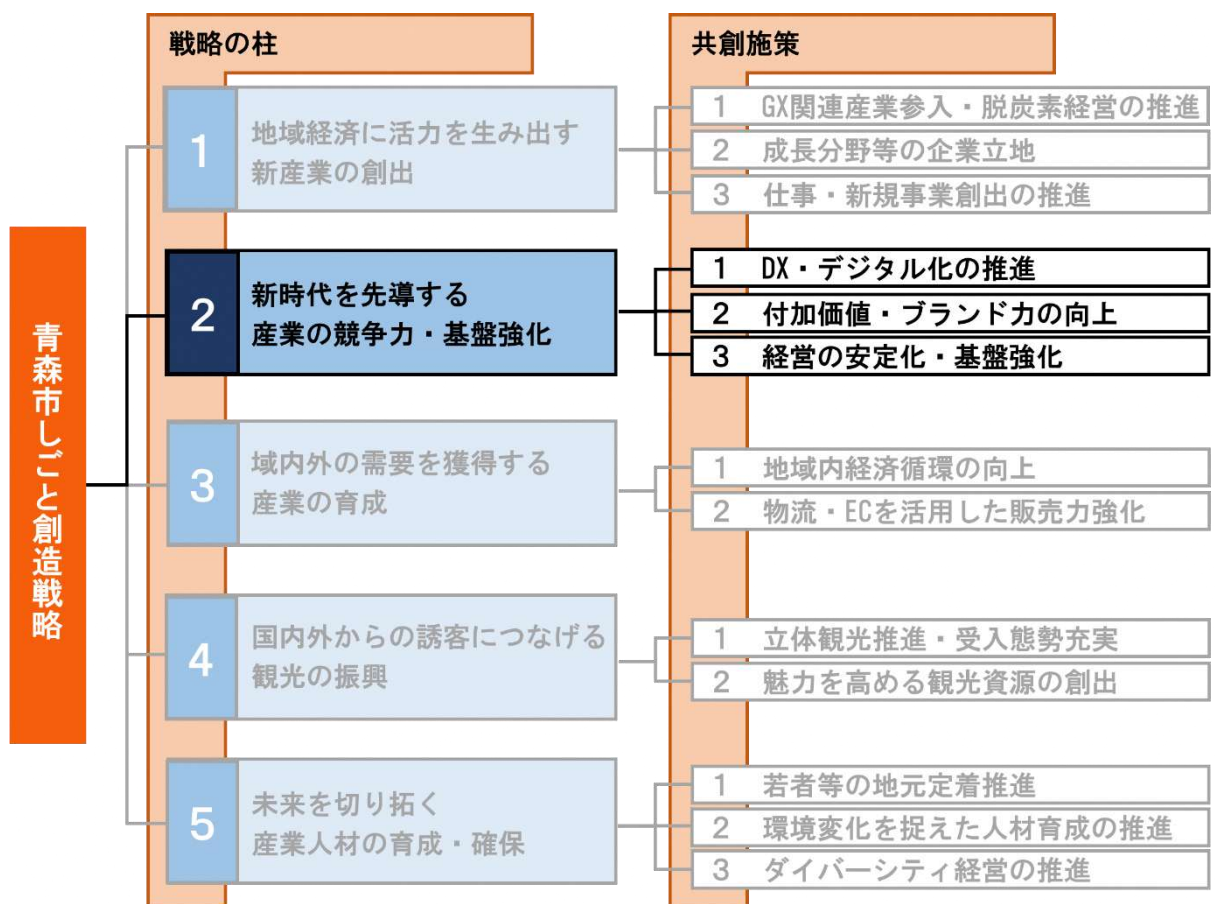 戦略の柱
共創施策
青森市しごと創造戦略
1
地域経済に活力を生み出す
新産業の創出
1 GX関連産業参入・脱炭素経営の推進
2 成長分野等の企業立地
3 仕事・新規事業創出の推進
2
新時代を先導する
産業の競争力・基盤強化
1 DX・デジタル化の推進
2 付加価値・ブランド力の向上
3 経営の安定化・基盤強化
3
域内外の需要を獲得する
産業の育成
1 地域内経済循環の向上
2 物流・ECを活用した販売力強化
4
国内外からの誘客につなげる
観光の振興
1 立体観光推進・受入態勢充実
2 魅力を高める観光資源の創出
5
未来を切り拓く
産業人材の育成・確保
1 若者等の地元定着推進
2 環境変化を捉えた人材育成の推進
3 ダイバーシティ経営の推進